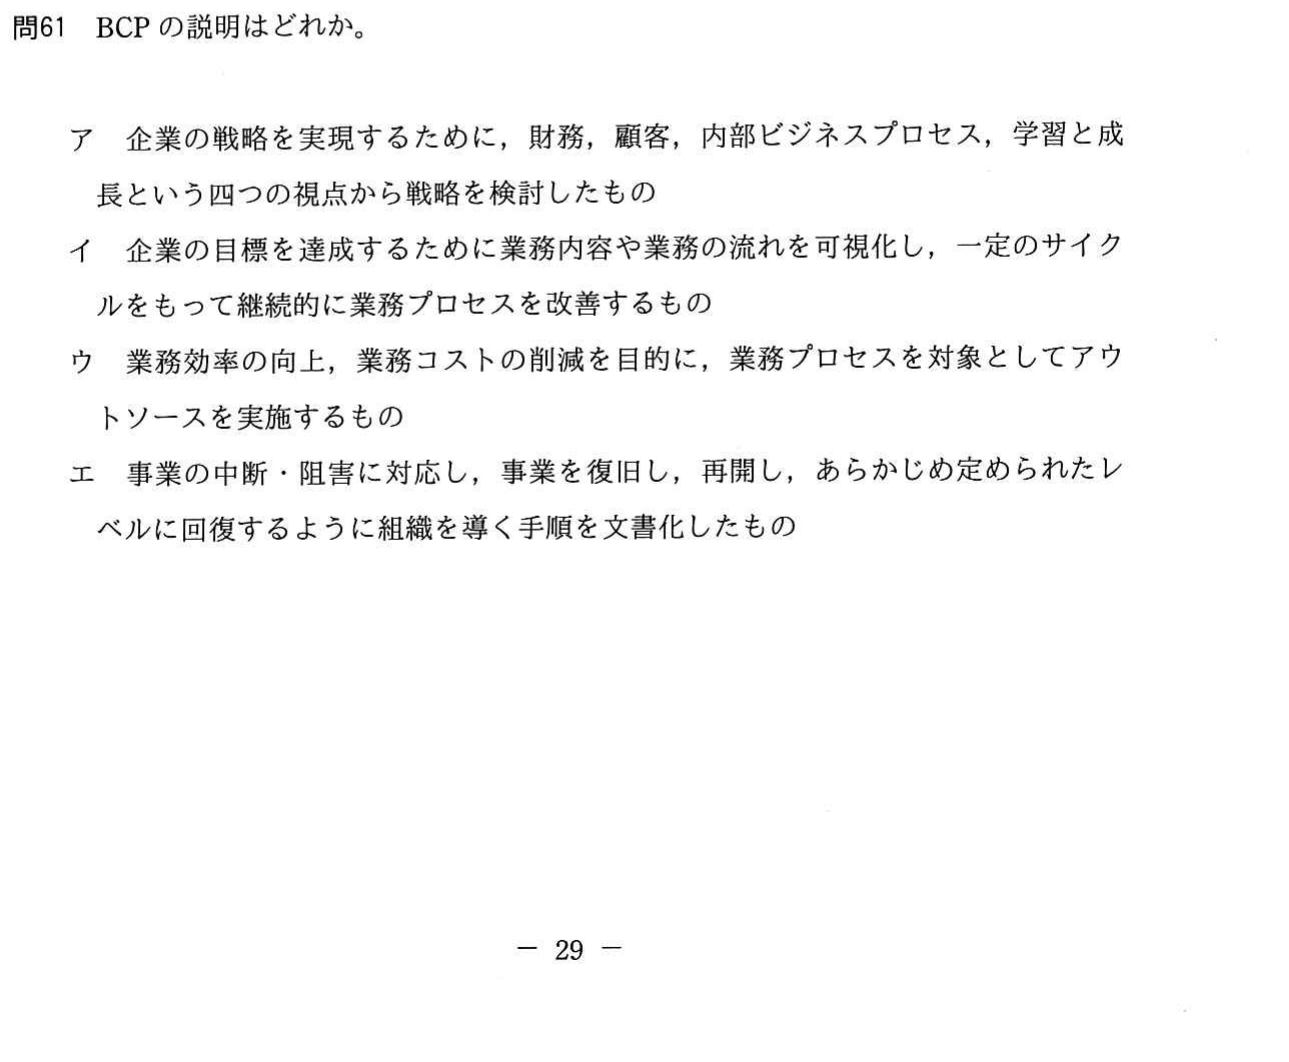 問61 BCP の説明はどれか。
ア 企業の戦略を実現するために，財務，顧客，内部ビジネスプロセス，学習と成
長という四つの視点から戦略を検討したもの
イ 企業の目標を達成するために業務内容や業務の流れを可視化し，一定のサイク
ルをもって継続的に業務プロセスを改善するもの
ウ 業務効率の向上，業務コストの削減を目的に，業務プロセスを対象としてアウ
トソースを実施するもの
エ 事業の中断・阻害に対応し，事業を復旧し，再開し，あらかじめ定められたレ
ベルに回復するように組織を導く手順を文書化したもの
－ 29 －